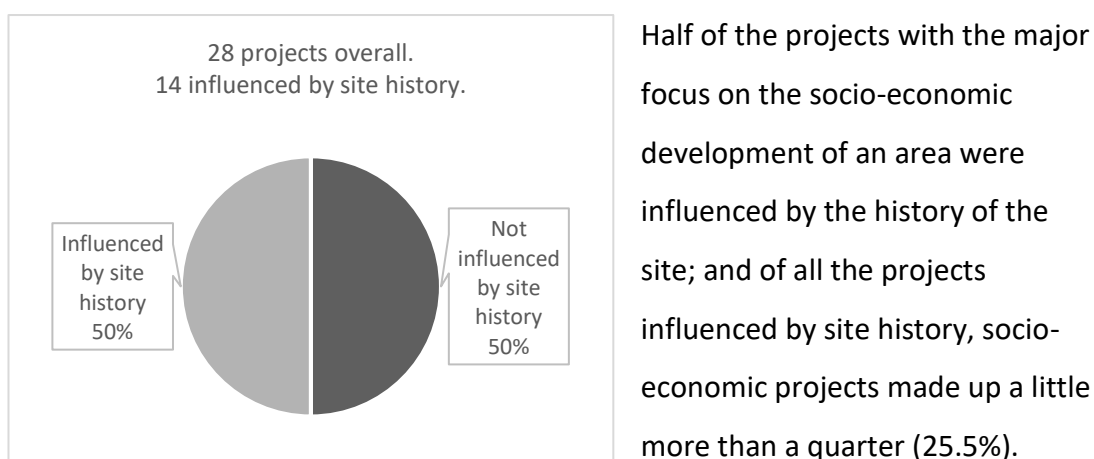 28 projects overall.
14 influenced by site history.
Influenced
by site
history
50%
Not
influenced
by site
history
50%
Half of the projects with the major
focus on the socio-economic
development of an area were
influenced by the history of the
site; and of all the projects
influenced by site history, socio-
economic projects made up a little
more than a quarter (25.5%).